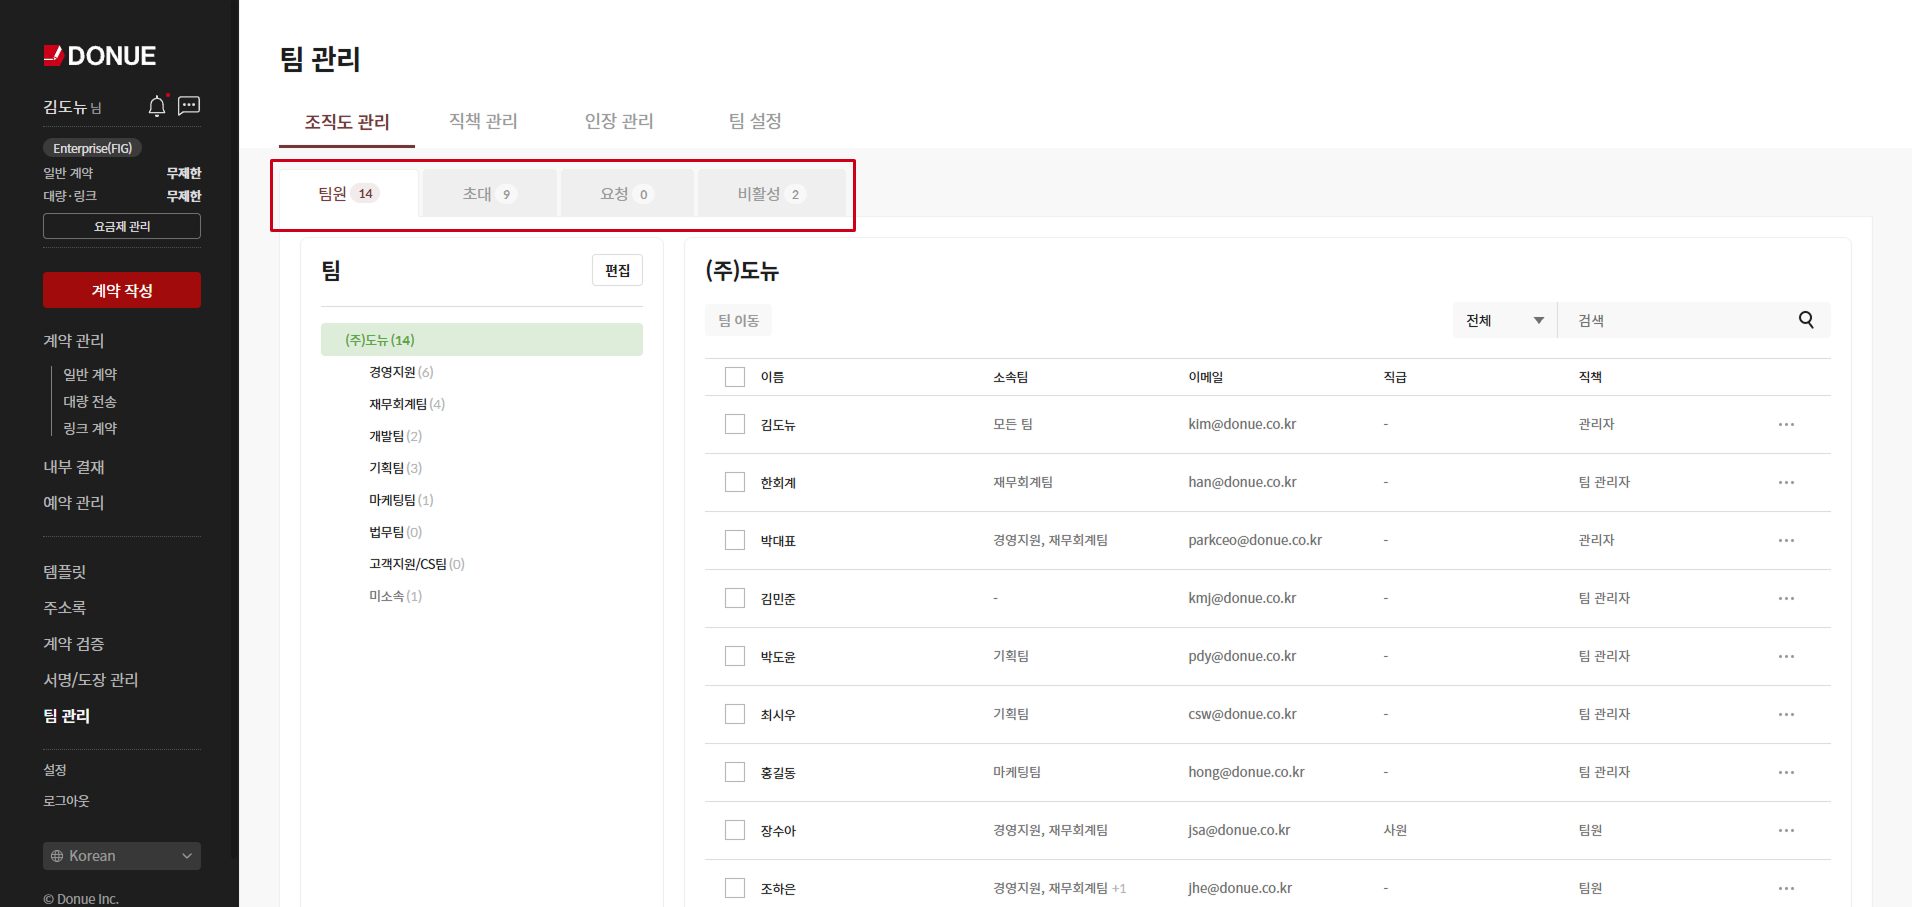 DONUE
김도뉴 님
Enterprise(FIG)
일반 계약 무제한
대량·링크 무제한
요금제 관리
계약 작성
계약 관리
일반 계약
대량 전송
링크 계약
내부 결재
예약 관리
템플릿
주소록
계약 검증
서명/도장 관리
팀 관리
설정
로그아웃
Korean
© Donue Inc.
팀 관리
조직도 관리 직책 관리 인장 관리 팀 설정
팀원 14 초대 9 요청 0 비활성 2
팀 편집
(주)도뉴 (14)
경영지원 (6)
재무회계팀 (4)
개발팀 (2)
기획팀 (3)
마케팅팀 (1)
법무팀 (0)
고객지원/CS팀 (0)
미소속 (1)
(주)도뉴
팀 이동 전체 검색
이름 소속팀 이메일 직급 직책
김도뉴 모든 팀 kim@donue.co.kr - 관리자
한회계 재무회계팀 han@donue.co.kr - 팀 관리자
박대표 경영지원, 재무회계팀 parkceo@donue.co.kr - 관리자
김민준 - kmj@donue.co.kr - 팀 관리자
박도윤 기획팀 pdy@donue.co.kr - 팀 관리자
최시우 기획팀 csw@donue.co.kr - 팀 관리자
홍길동 마케팅팀 hong@donue.co.kr - 팀 관리자
장수아 경영지원, 재무회계팀 jsa@donue.co.kr 사원 팀원
조하은 경영지원, 재무회계팀 +1 jhe@donue.co.kr - 팀원